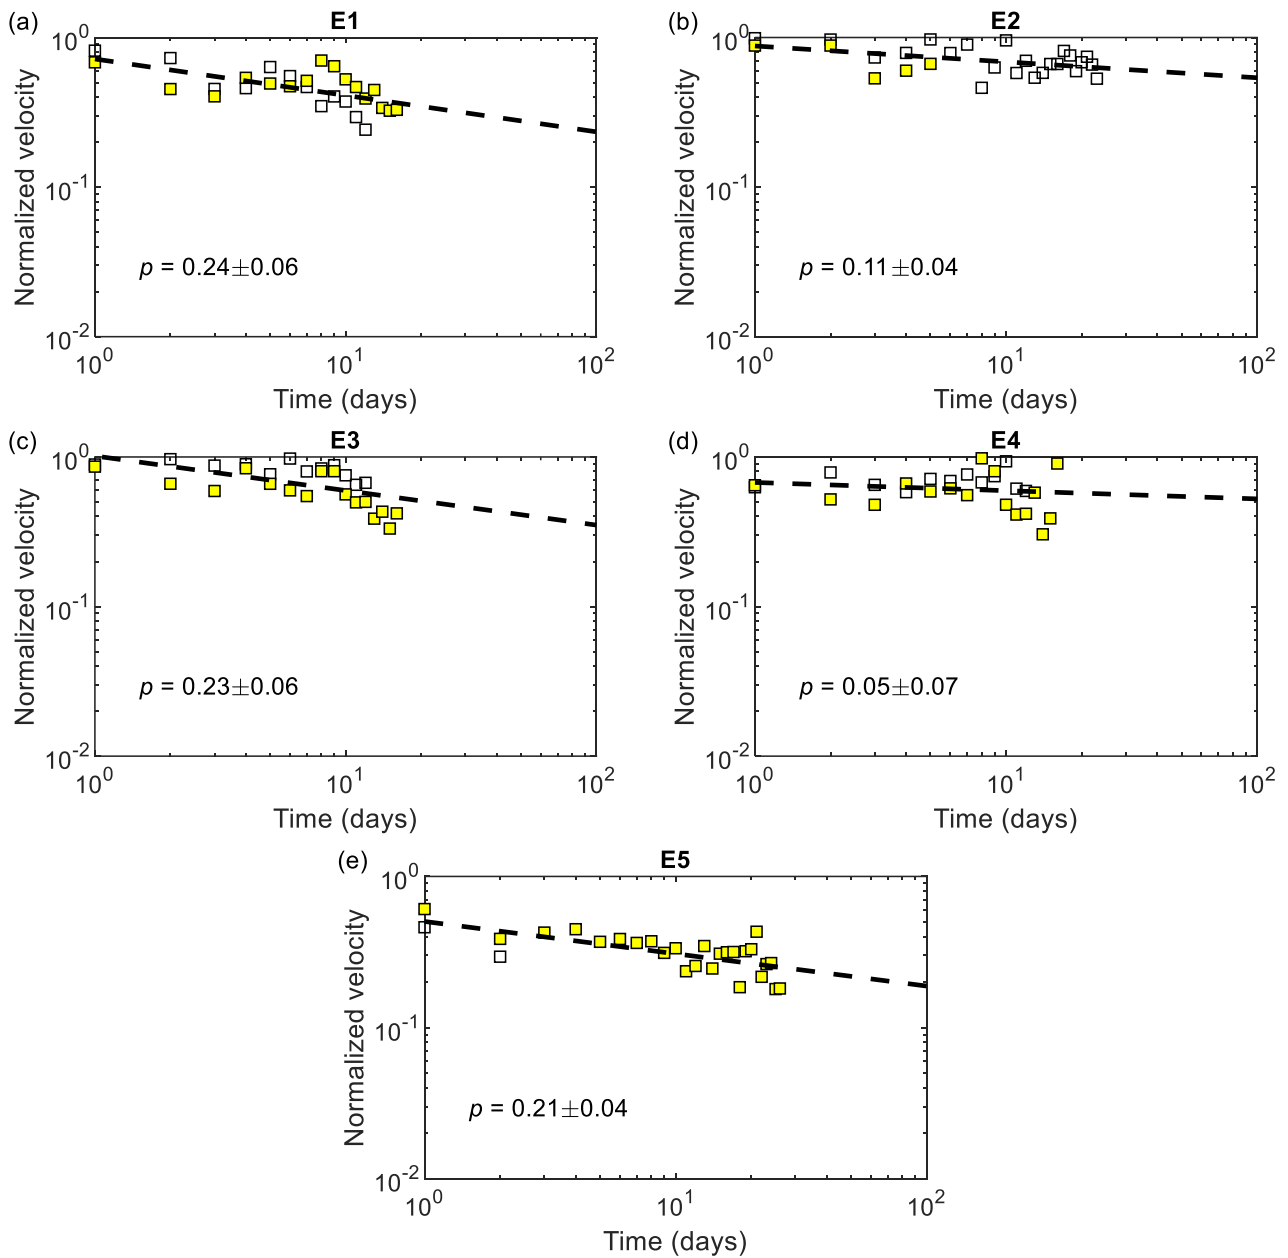 (a)
E1
Normalized velocity
10^0
10^-1
10^-2
p = 0.24±0.06
10^0 10^1 10^2
Time (days)
(b)
E2
Normalized velocity
10^0
10^-1
10^-2
p = 0.11±0.04
10^0 10^1 10^2
Time (days)
(c)
E3
Normalized velocity
10^0
10^-1
10^-2
p = 0.23±0.06
10^0 10^1 10^2
Time (days)
(d)
E4
Normalized velocity
10^0
10^-1
10^-2
p = 0.05±0.07
10^0 10^1 10^2
Time (days)
(e)
E5
Normalized velocity
10^0
10^-1
10^-2
p = 0.21±0.04
10^0 10^1 10^2
Time (days)